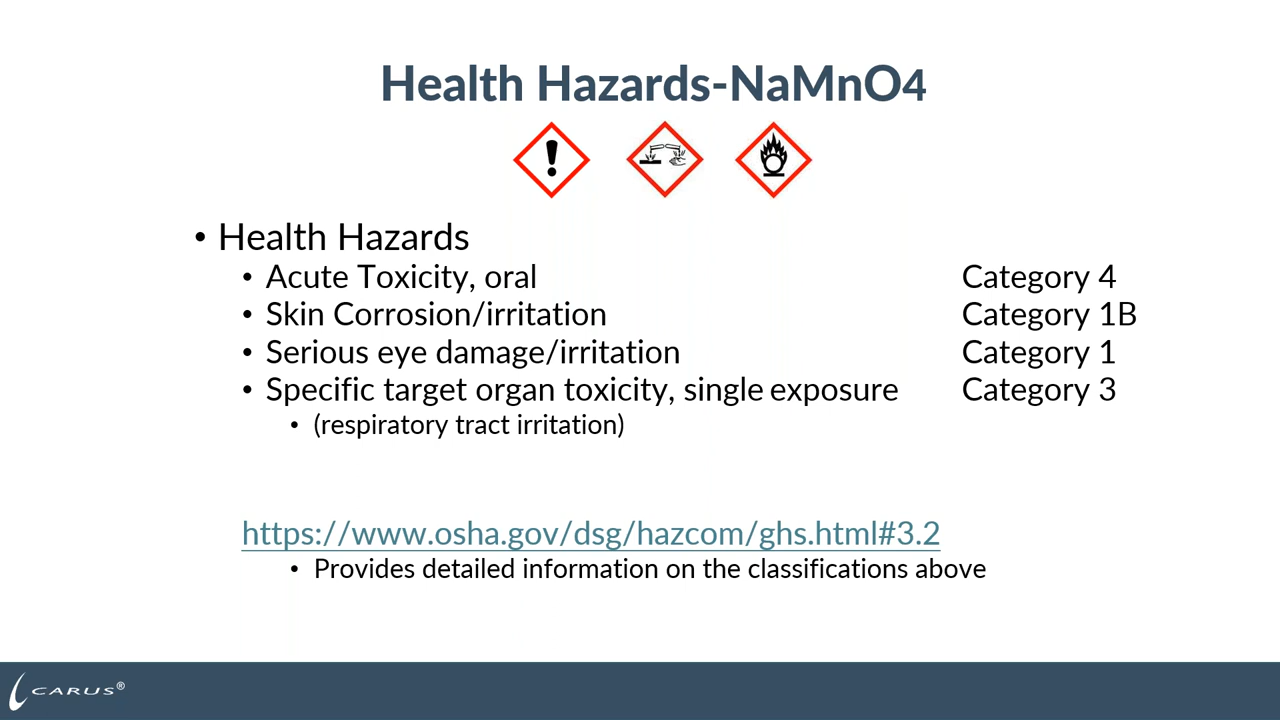 Health Hazards-NaMnO4
• Health Hazards
• Acute Toxicity, oral Category 4
• Skin Corrosion/irritation Category 1B
• Serious eye damage/irritation Category 1
• Specific target organ toxicity, single exposure Category 3
• (respiratory tract irritation)
https://www.osha.gov/dsg/hazcom/ghs.html#3.2
• Provides detailed information on the classifications above
CARUS®